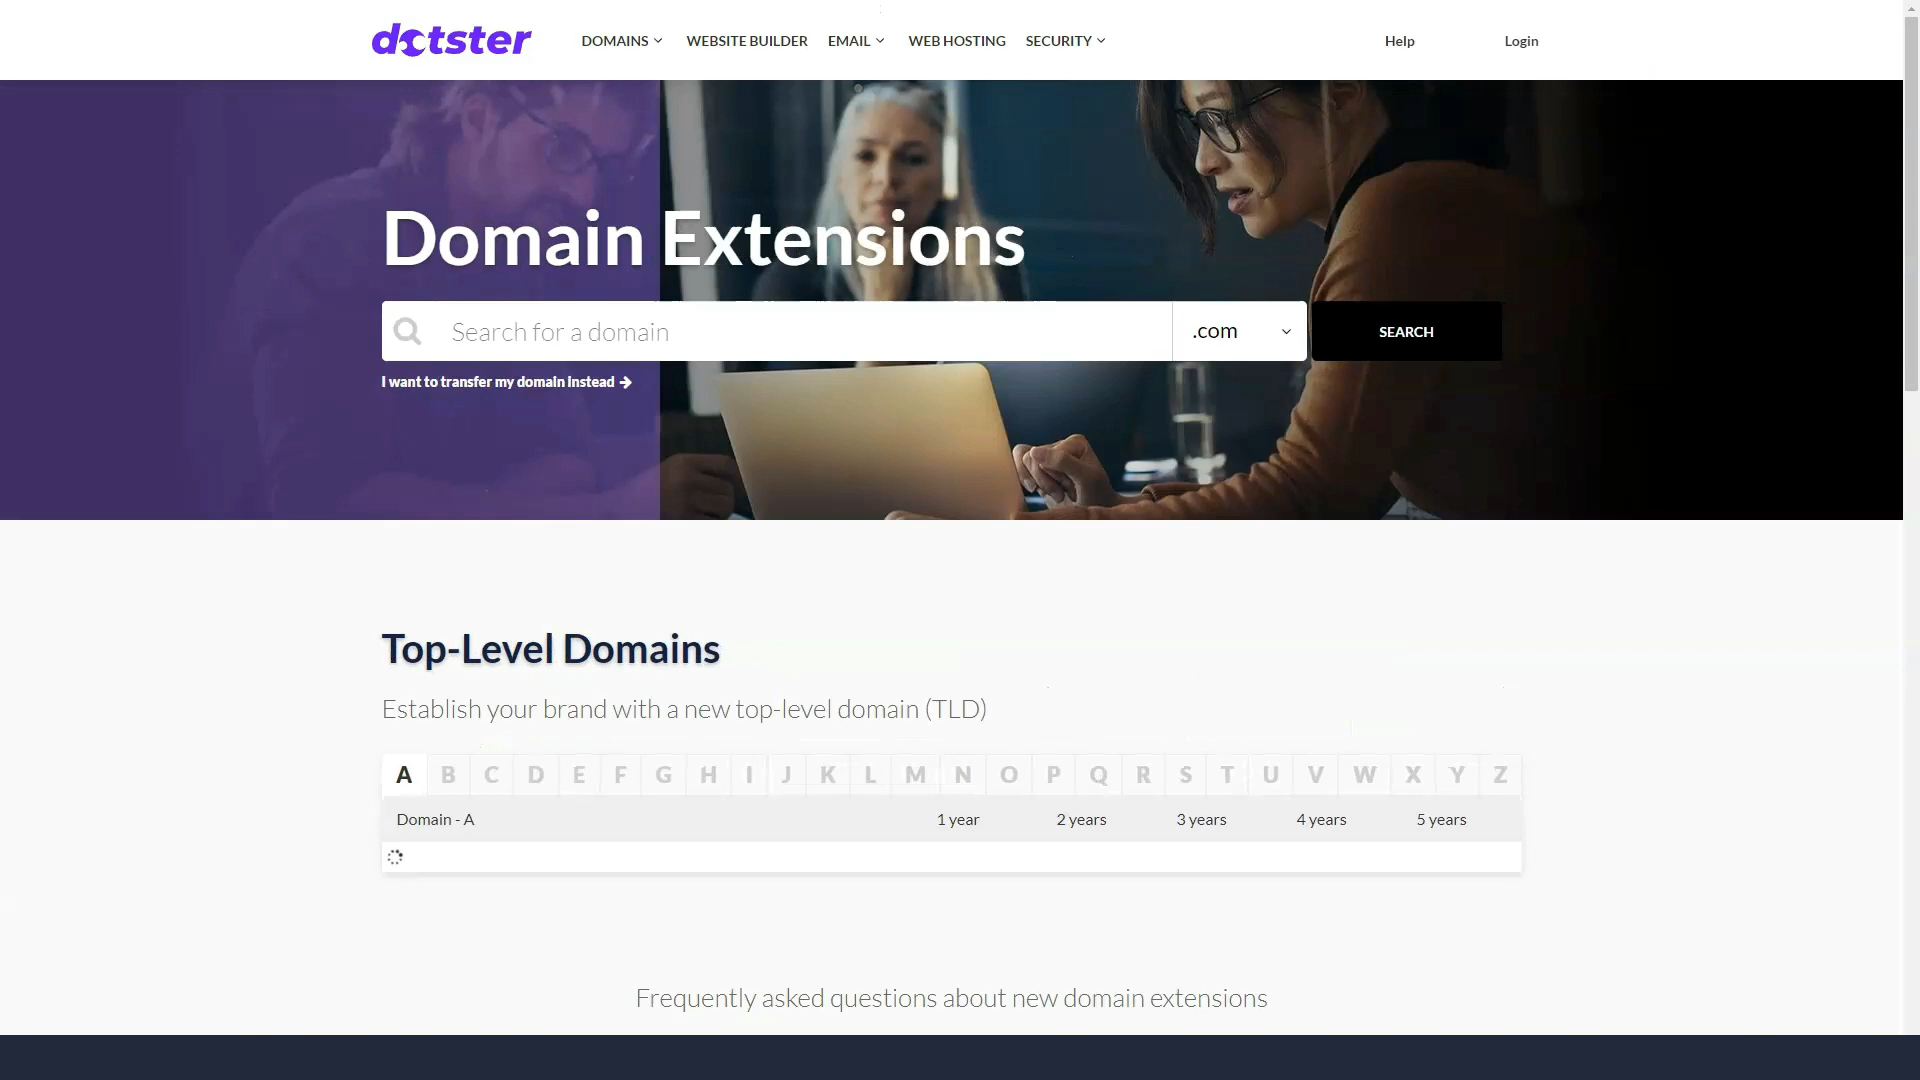 dotster
DOMAINS WEBSITE BUILDER EMAIL WEB HOSTING SECURITY Help Login
Domain Extensions
Search for a domain .com SEARCH
I want to transfer my domain instead
Top-Level Domains
Establish your brand with a new top-level domain (TLD)
A B C D E F G H I J K L M N O P Q R S T U V W X Y Z
Domain - A 1 year 2 years 3 years 4 years 5 years
Frequently asked questions about new domain extensions